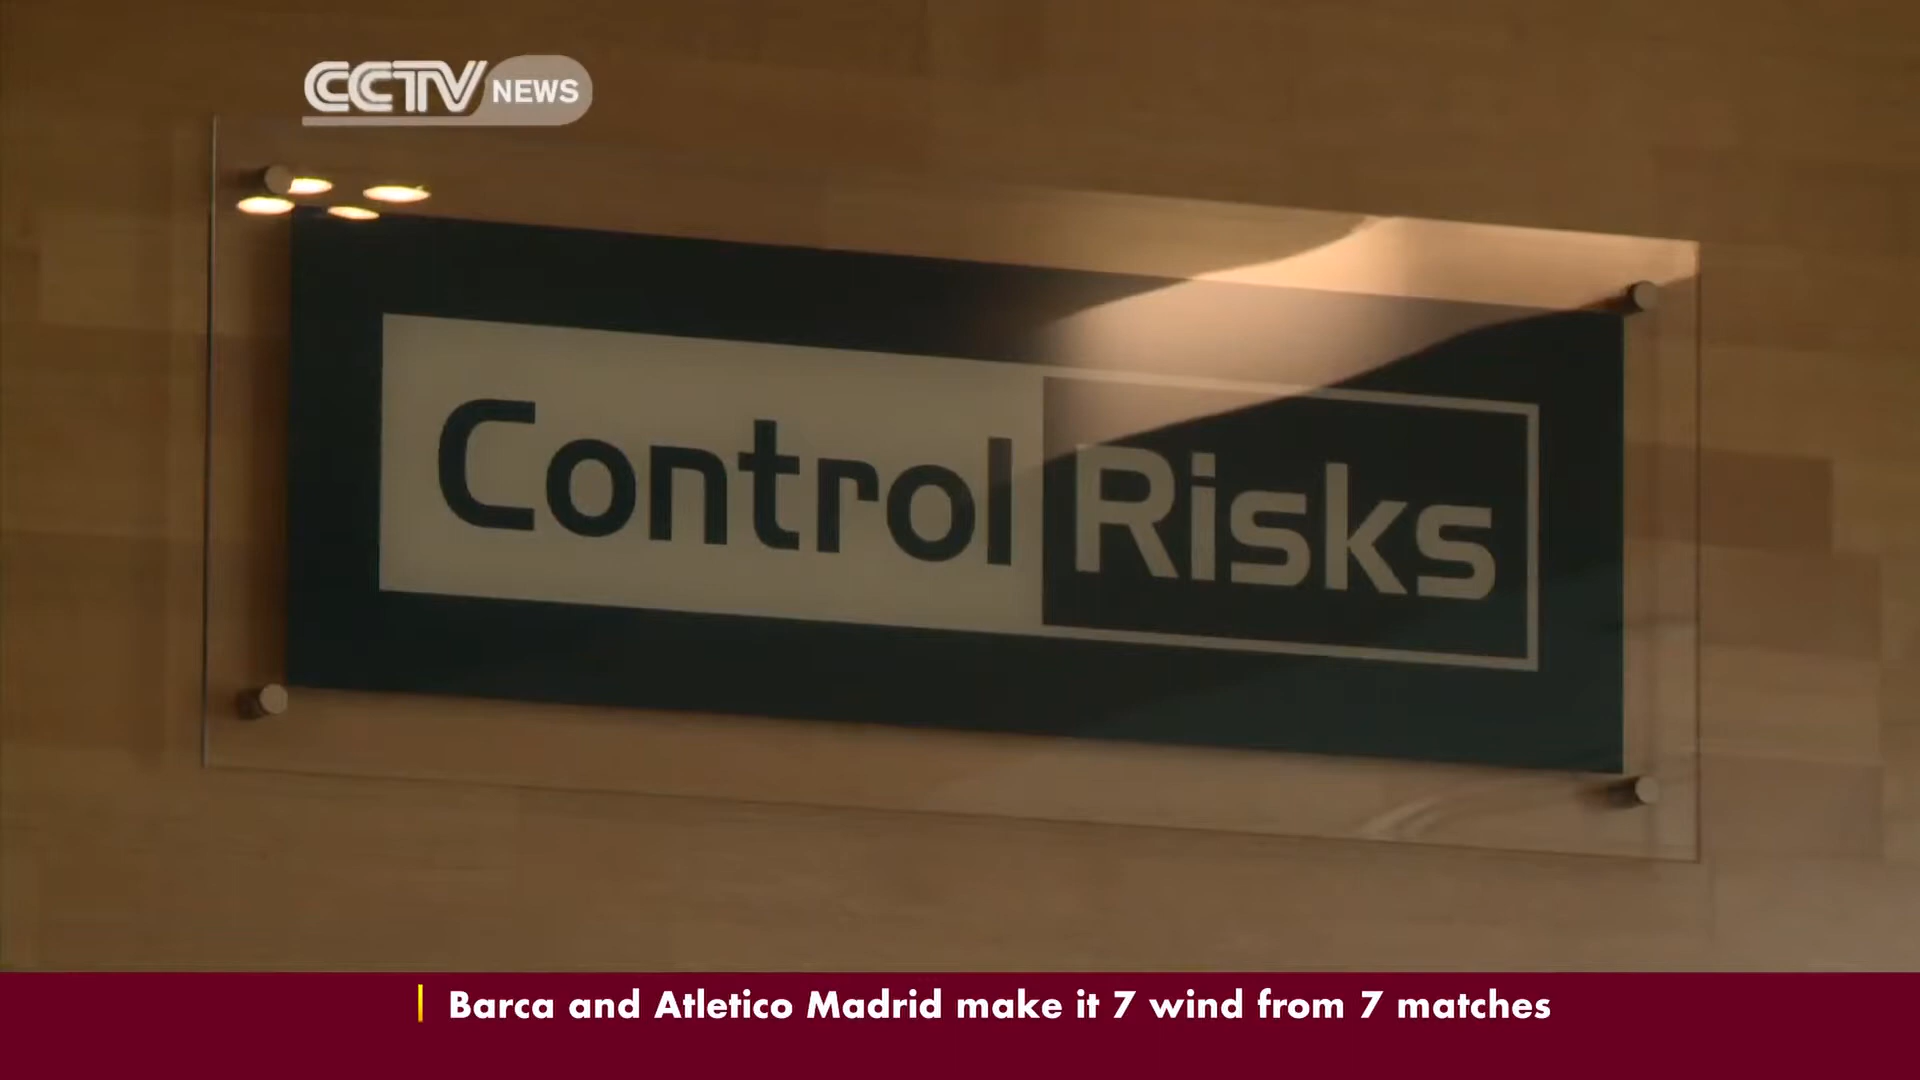 CCTV NEWS
Control Risks
Barca and Atletico Madrid make it 7 wind from 7 matches